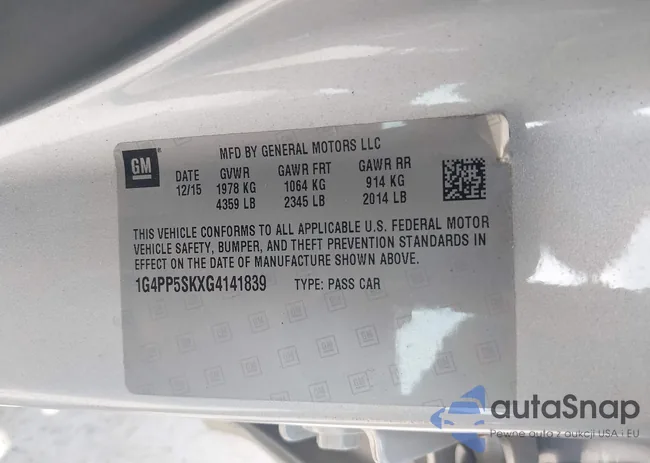 MFD BY GENERAL MOTORS LLC
GM
DATE GVWR GAWR FRT GAWR RR
12/15 1978 KG 1064 KG 914 KG
4359 LB 2345 LB 2014 LB
THIS VEHICLE CONFORMS TO ALL APPLICABLE U.S. FEDERAL MOTOR
VEHICLE SAFETY, BUMPER, AND THEFT PREVENTION STANDARDS IN
EFFECT ON THE DATE OF MANUFACTURE SHOWN ABOVE.
1G4PP5SKXG4141839 TYPE: PASS CAR
autoSnap
Pewne auta z aukcji USA i EU